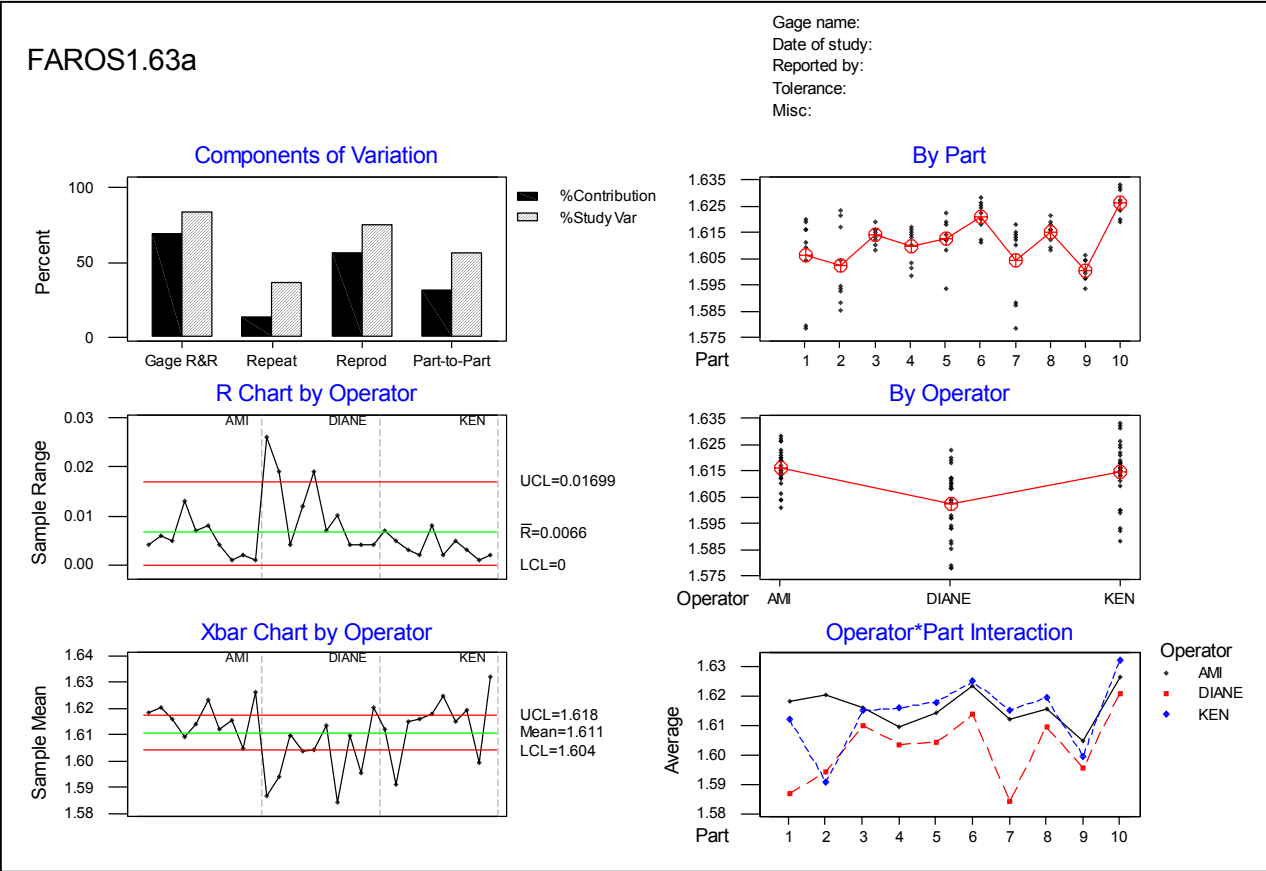 FAROS1.63a
Gage name:
Date of study:
Reported by:
Tolerance:
Misc:
Components of Variation
100
50
0
Percent
Gage R&R Repeat Reprod Part-to-Part
%Contribution
%Study Var
By Part
1.635
1.625
1.615
1.605
1.595
1.585
1.575
Part 1 2 3 4 5 6 7 8 9 10
R Chart by Operator
AMI DIANE KEN
0.03
0.02
0.01
0.00
Sample Range
UCL=0.01699
R̅=0.0066
LCL=0
By Operator
1.635
1.625
1.615
1.605
1.595
1.585
1.575
Operator AMI DIANE KEN
Xbar Chart by Operator
AMI DIANE KEN
1.64
1.63
1.62
1.61
1.60
1.59
1.58
Sample Mean
UCL=1.618
Mean=1.611
LCL=1.604
Operator*Part Interaction
Operator
AMI
DIANE
KEN
1.63
1.62
1.61
1.60
1.59
1.58
Average
Part 1 2 3 4 5 6 7 8 9 10